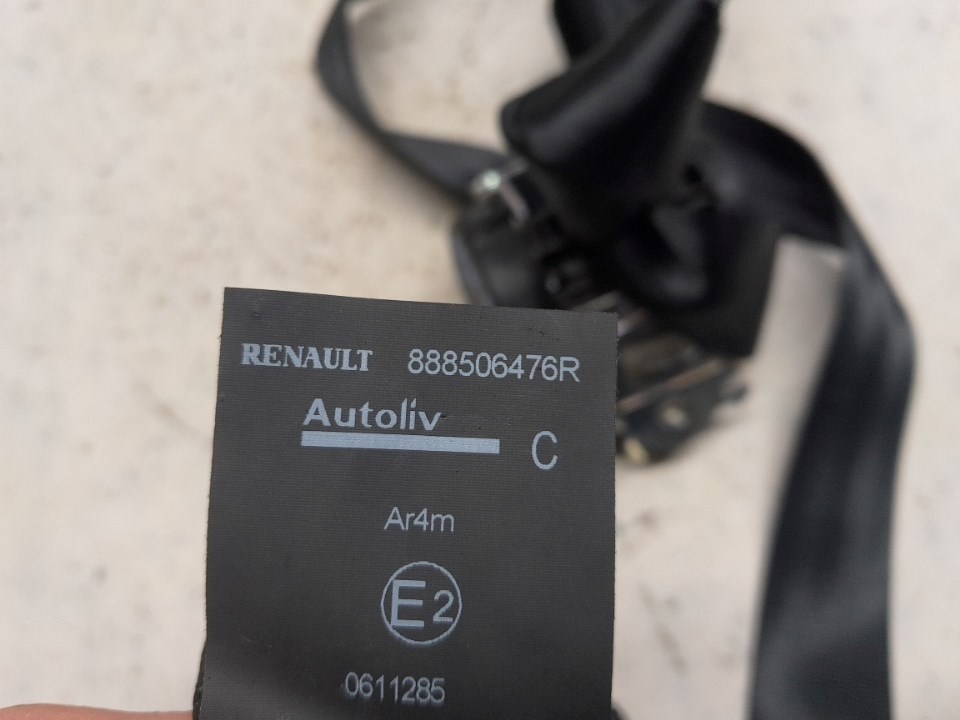 RENAULT 888506476R
Autoliv
C
Ar4m
E2
0611285